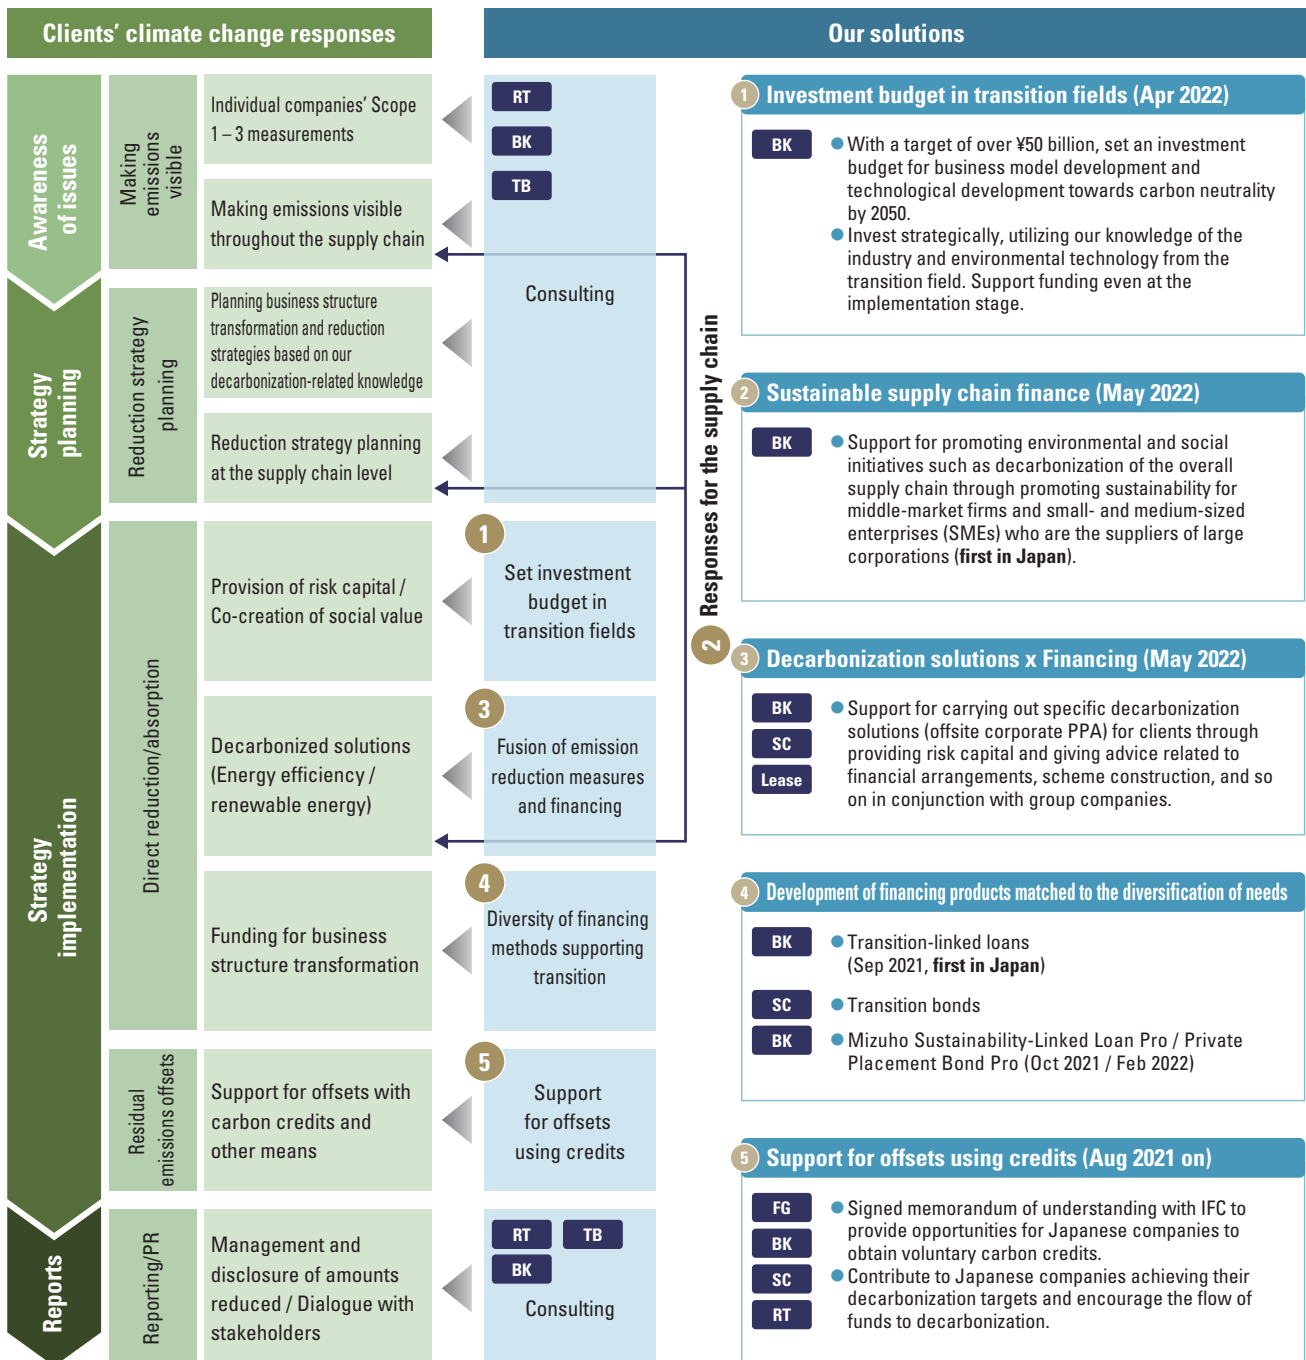 Clients’ climate change responses
Our solutions
Awareness
of issues
Making
emissions
visible
Individual companies’ Scope
1 – 3 measurements
Making emissions visible
throughout the supply chain
Strategy
planning
Reduction strategy
planning
Planning business structure
transformation and reduction
strategies based on our
decarbonization-related knowledge
Reduction strategy planning
at the supply chain level
Strategy
implementation
Direct reduction/absorption
Provision of risk capital /
Co-creation of social value
Decarbonized solutions
(Energy efficiency /
renewable energy)
Funding for business
structure transformation
Residual
emissions offsets
Support for offsets with
carbon credits and
other means
Reports
Reporting/PR
Management and
disclosure of amounts
reduced / Dialogue with
stakeholders
RT
BK
TB
Consulting
1
Set investment
budget in
transition fields
3
Fusion of emission
reduction measures
and financing
4
Diversity of financing
methods supporting
transition
5
Support
for offsets
using credits
RT TB
BK
Consulting
2 Responses for the supply chain
1 Investment budget in transition fields (Apr 2022)
BK
● With a target of over ¥50 billion, set an investment
budget for business model development and
technological development towards carbon neutrality
by 2050.
● Invest strategically, utilizing our knowledge of the
industry and environmental technology from the
transition field. Support funding even at the
implementation stage.
2 Sustainable supply chain finance (May 2022)
BK
● Support for promoting environmental and social
initiatives such as decarbonization of the overall
supply chain through promoting sustainability for
middle-market firms and small- and medium-sized
enterprises (SMEs) who are the suppliers of large
corporations (first in Japan).
3 Decarbonization solutions x Financing (May 2022)
BK
SC
Lease
● Support for carrying out specific decarbonization
solutions (offsite corporate PPA) for clients through
providing risk capital and giving advice related to
financial arrangements, scheme construction, and so
on in conjunction with group companies.
4 Development of financing products matched to the diversification of needs
BK
● Transition-linked loans
(Sep 2021, first in Japan)
SC
● Transition bonds
BK
● Mizuho Sustainability-Linked Loan Pro / Private
Placement Bond Pro (Oct 2021 / Feb 2022)
5 Support for offsets using credits (Aug 2021 on)
FG
BK
SC
RT
● Signed memorandum of understanding with IFC to
provide opportunities for Japanese companies to
obtain voluntary carbon credits.
● Contribute to Japanese companies achieving their
decarbonization targets and encourage the flow of
funds to decarbonization.